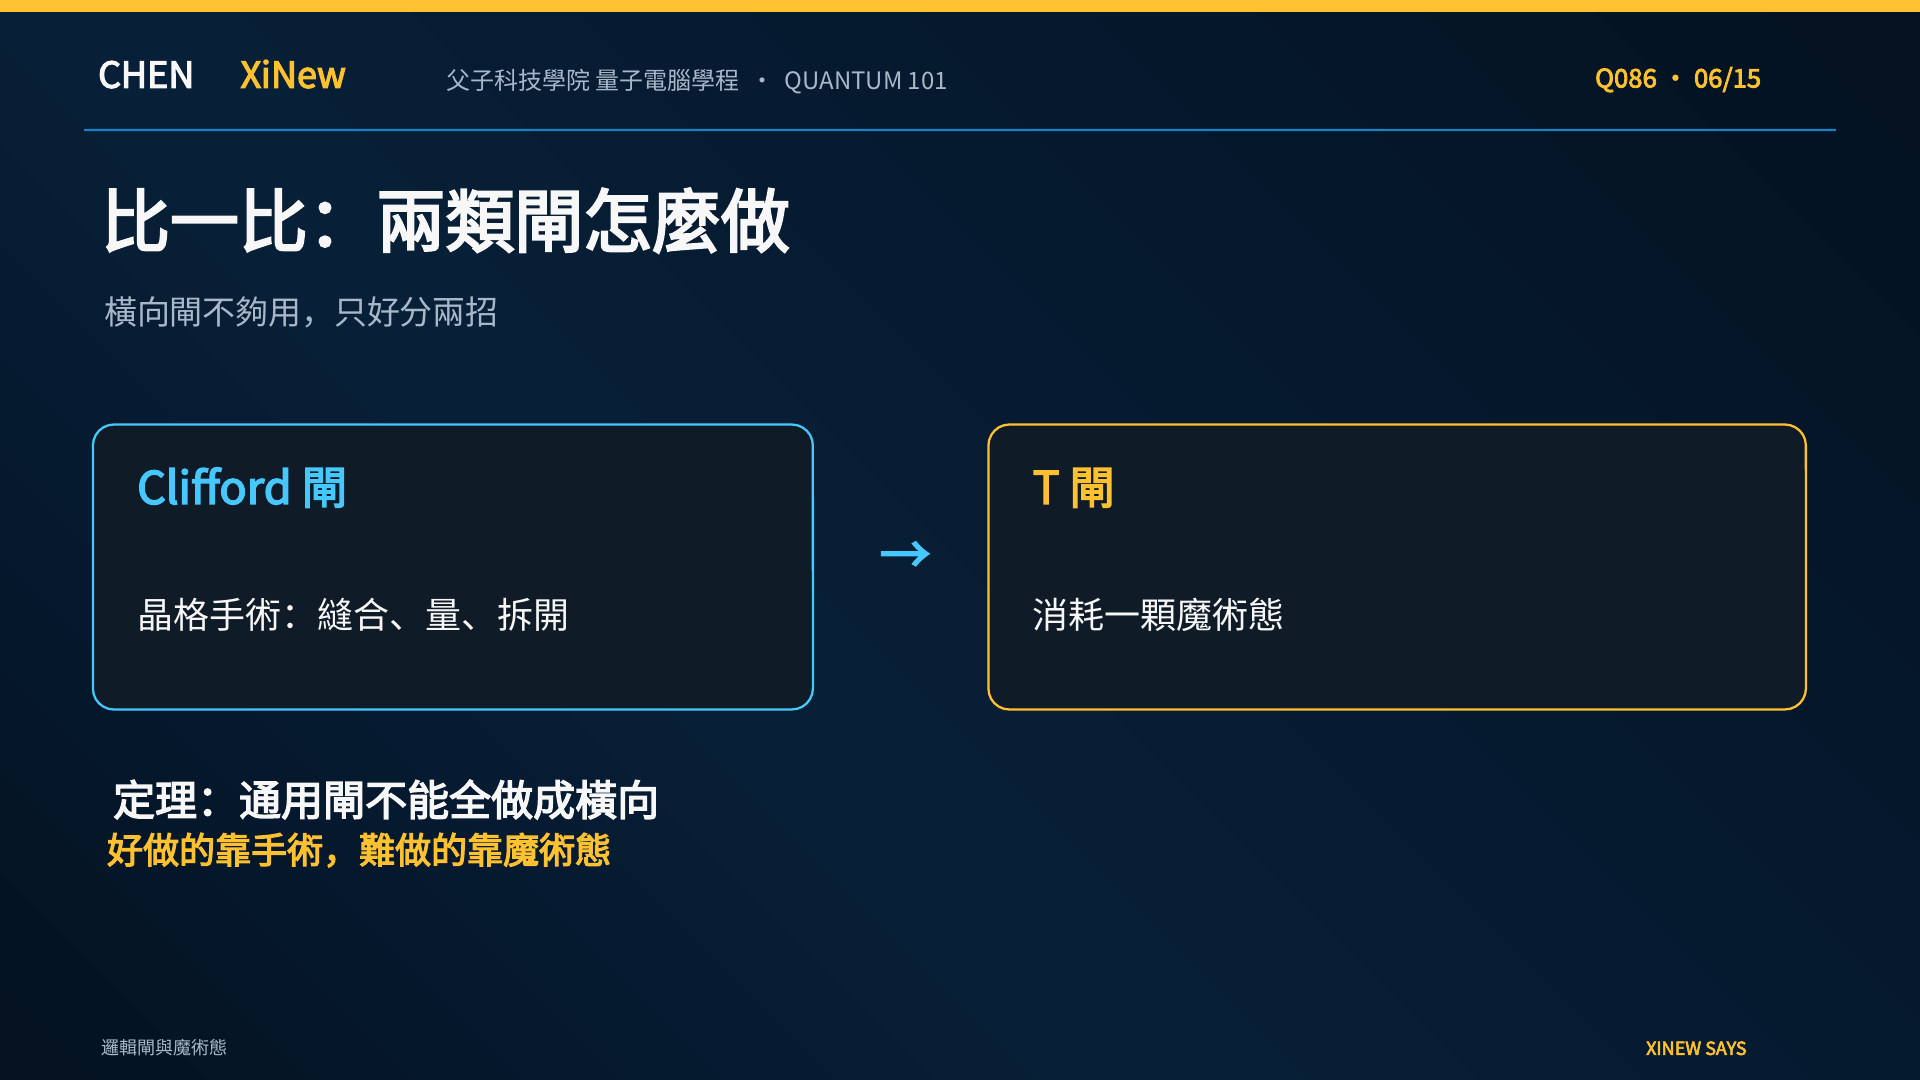 CHEN XiNew 父子科技學院 量子電腦學程 · QUANTUM 101 Q086 · 06/15
比一比：兩類閘怎麼做
橫向閘不夠用，只好分兩招
Clifford 閘
晶格手術：縫合、量、拆開
→
T 閘
消耗一顆魔術態
定理：通用閘不能全做成橫向
好做的靠手術，難做的靠魔術態
邏輯閘與魔術態 XINEW SAYS